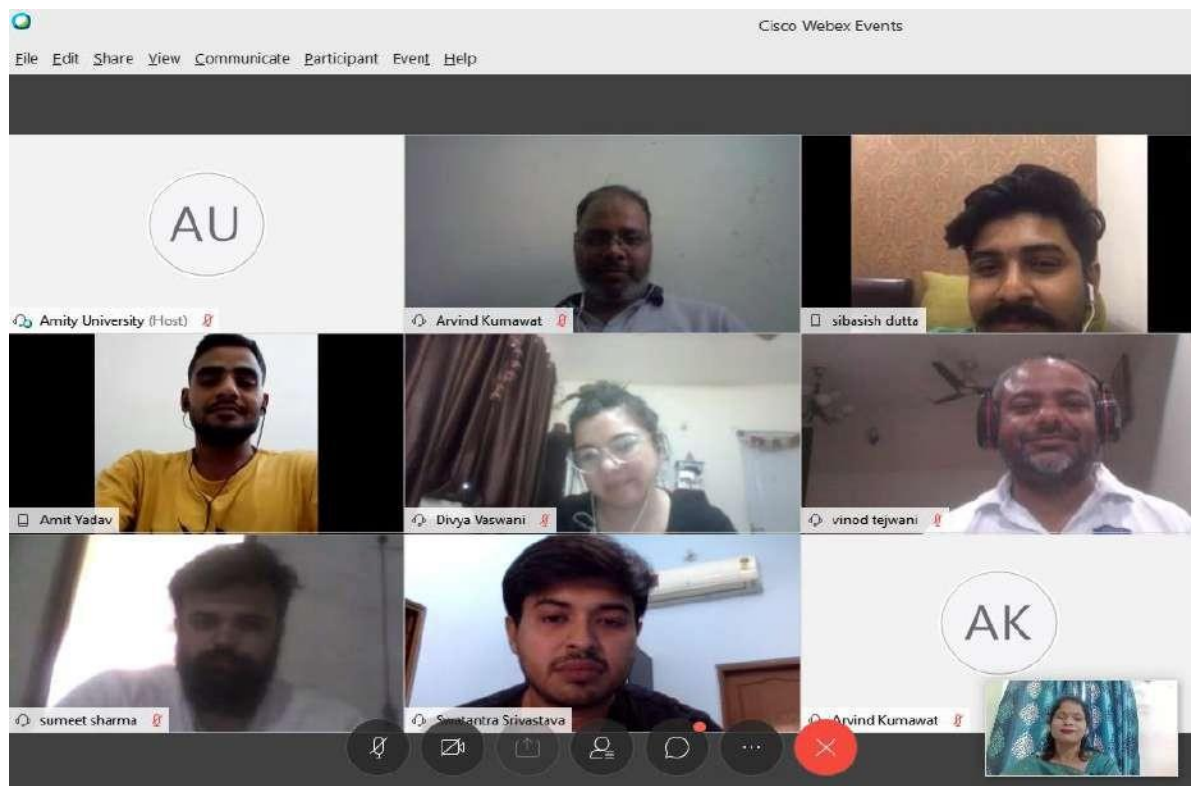 Cisco Webex Events
File Edit Share View Communicate Participant Event Help
AU
Amity University (Host)
Arvind Kumawat
sibasish dutta
Amit Yadav
Divya Vaswani
vinod tejwani
AK
sumeet sharma
Swatantra Srivastava
Arvind Kumawat